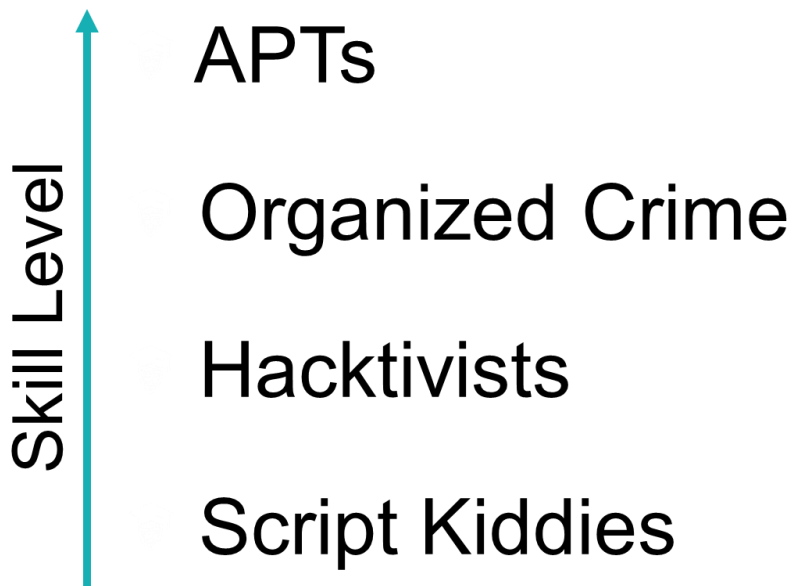 APTs
Organized Crime
Hacktivists
Script Kiddies
Skill Level